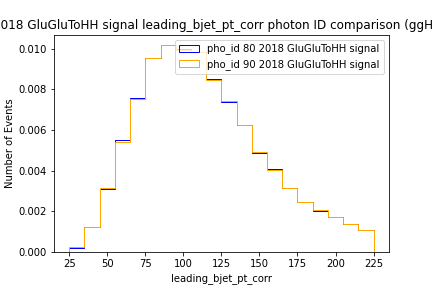 018 GluGluToHH signal leading_bjet_pt_corr photon ID comparison (ggH
pho_id 80 2018 GluGluToHH signal
pho_id 90 2018 GluGluToHH signal
Number of Events
0.010
0.008
0.006
0.004
0.002
0.000
25 50 75 100 125 150 175 200 225
leading_bjet_pt_corr